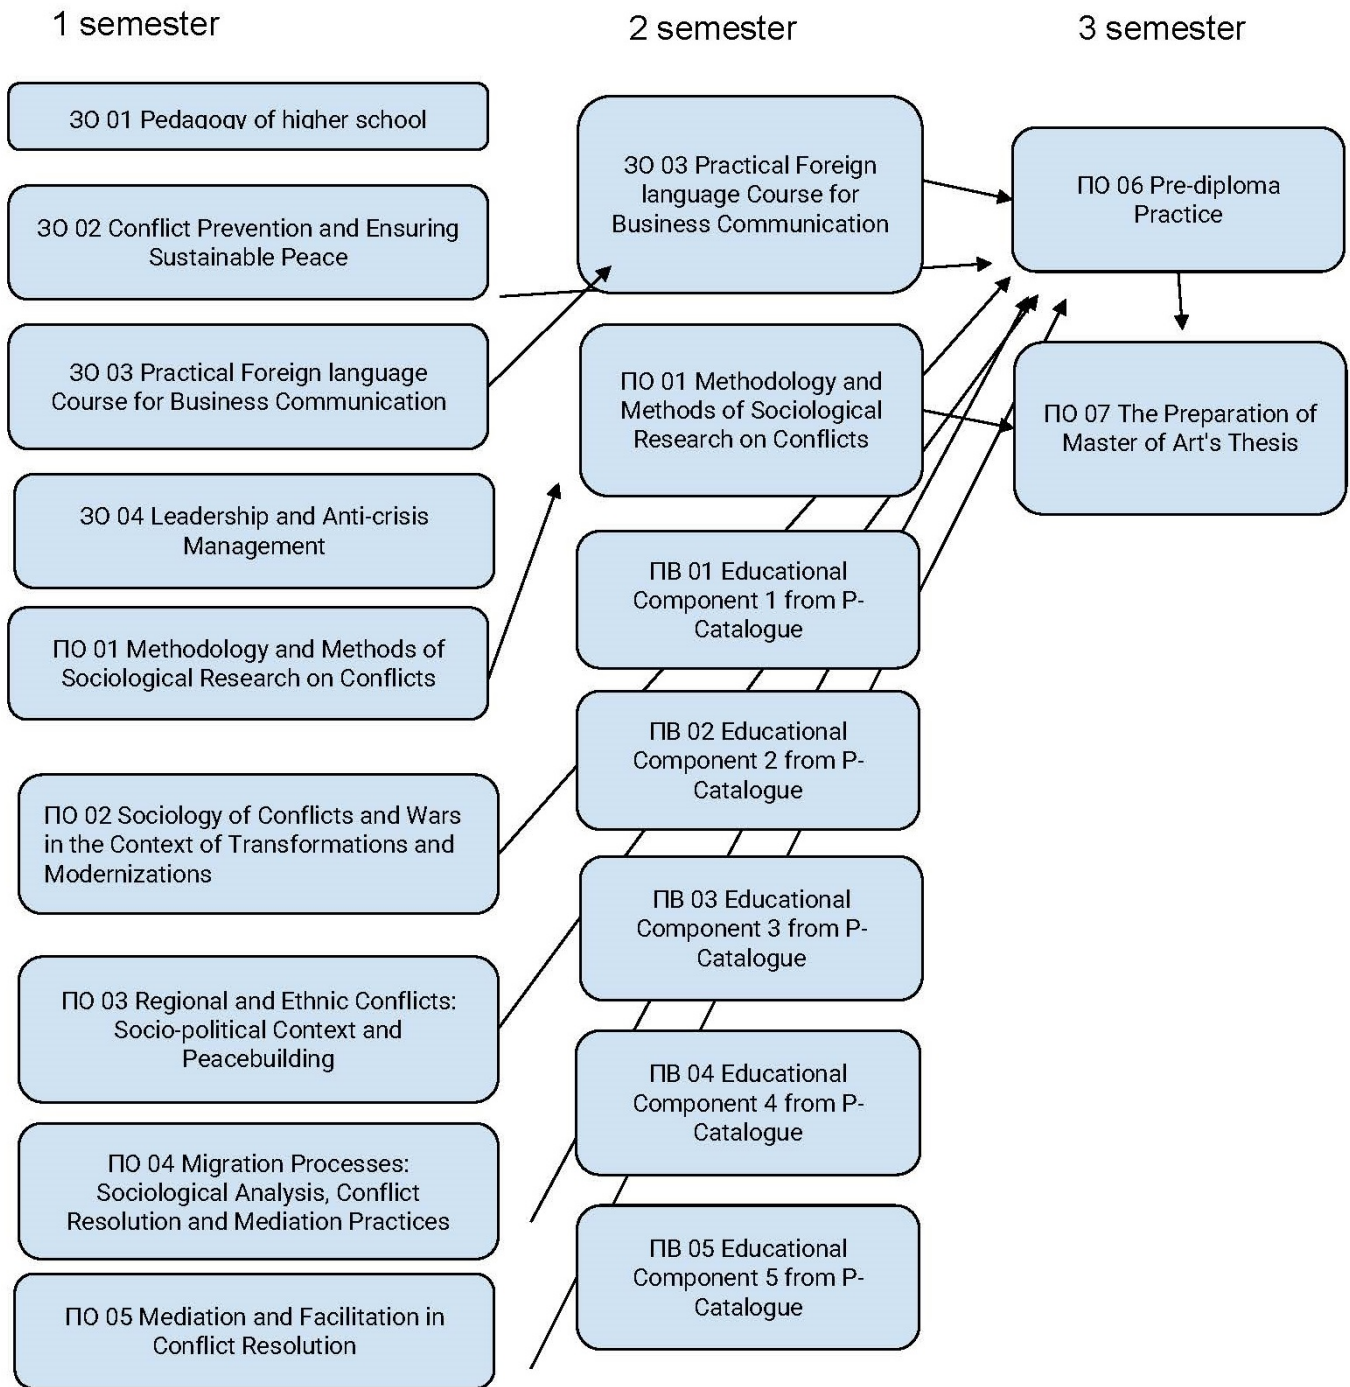 1 semester
2 semester
3 semester
ЗО 01 Pedagogy of higher school
ЗО 02 Conflict Prevention and Ensuring
Sustainable Peace
ЗО 03 Practical Foreign language
Course for Business Communication
ЗО 04 Leadership and Anti-crisis
Management
ПО 01 Methodology and Methods of
Sociological Research on Conflicts
ПО 02 Sociology of Conflicts and Wars
in the Context of Transformations and
Modernizations
ПО 03 Regional and Ethnic Conflicts:
Socio-political Context and
Peacebuilding
ПО 04 Migration Processes:
Sociological Analysis, Conflict
Resolution and Mediation Practices
ПО 05 Mediation and Facilitation in
Conflict Resolution
ЗО 03 Practical Foreign
language Course for
Business Communication
ПО 01 Methodology and
Methods of Sociological
Research on Conflicts
ПВ 01 Educational
Component 1 from P-
Catalogue
ПВ 02 Educational
Component 2 from P-
Catalogue
ПВ 03 Educational
Component 3 from P-
Catalogue
ПВ 04 Educational
Component 4 from P-
Catalogue
ПВ 05 Educational
Component 5 from P-
Catalogue
ПО 06 Pre-diploma
Practice
ПО 07 The Preparation of
Master of Art's Thesis